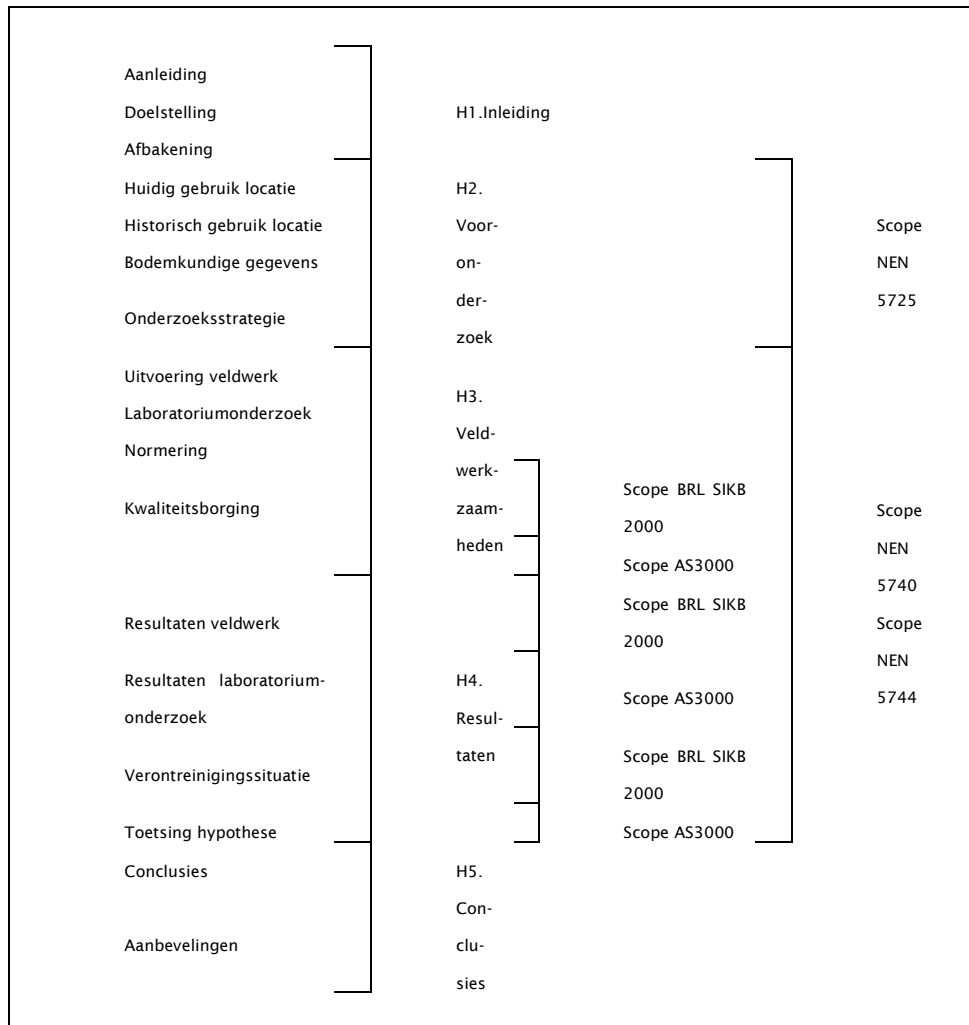 Aanleiding
Doelstelling
Afbakening
Huidig gebruik locatie
Historisch gebruik locatie
Bodemkundige gegevens
Onderzoeksstrategie
Uitvoering veldwerk
Laboratoriumonderzoek
Normering
Kwaliteitsborging
Resultaten veldwerk
Resultaten laboratorium-
onderzoek
Verontreinigingssituatie
Toetsing hypothese
Conclusies
Aanbevelingen
H1.Inleiding
H2.
Voor-
on-
der-
zoek
H3.
Veld-
werk-
zaam-
heden
H4.
Resul-
taten
H5.
Con-
clu-
sies
Scope BRL SIKB
2000
Scope AS3000
Scope BRL SIKB
2000
Scope AS3000
Scope BRL SIKB
2000
Scope AS3000
Scope
NEN
5725
Scope
NEN
5740
Scope
NEN
5744